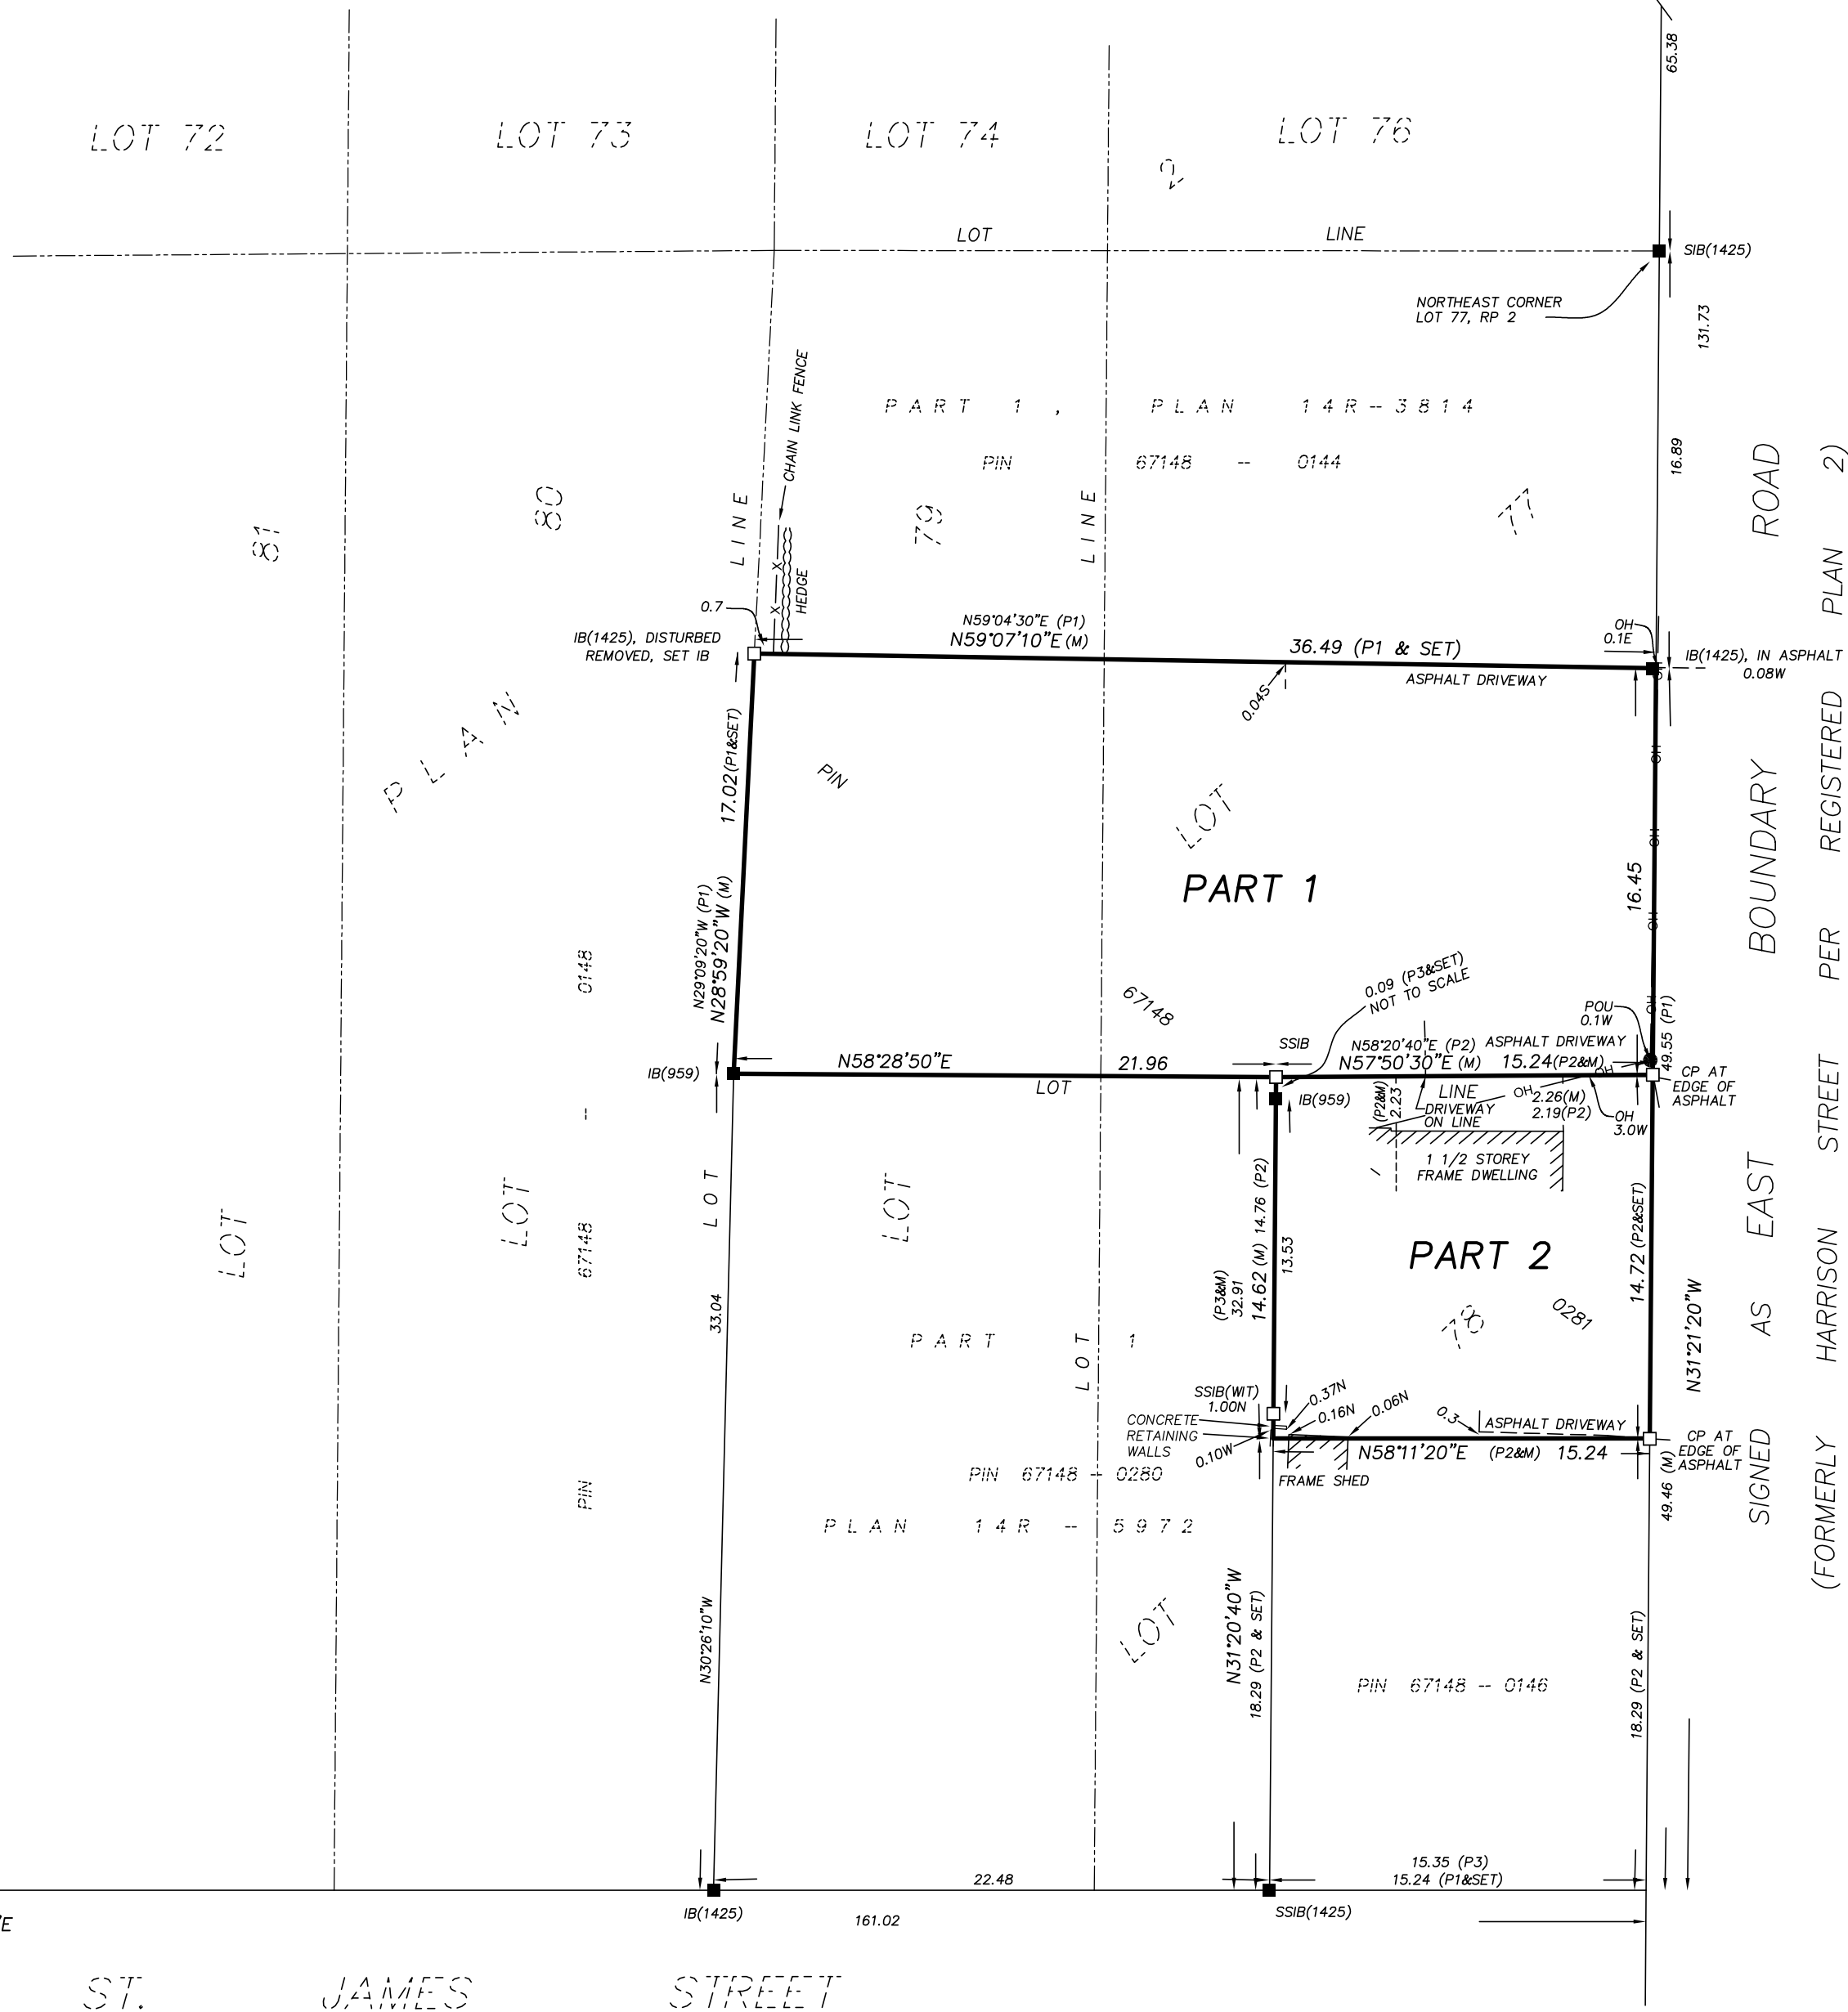 65.38
LOT 72
LOT 73
LOT 74
LOT 76
2
LOT LINE
SIB(1425)
NORTHEAST CORNER
LOT 77, RP 2
131.73
CHAIN LINK FENCE
PART 1 , PLAN 14R--3814
PIN 67148 -- 0144
16.89
81
80
LINE
79
LINE
77
HEDGE
X
X
0.7
IB(1425), DISTURBED
REMOVED, SET IB
N59°04'30"E (P1)
N59°07'10"E (M)
36.49 (P1 & SET)
ASPHALT DRIVEWAY
0.04S
OH
0.1E
IB(1425), IN ASPHALT
0.08W
PLAN
17.02(P1&SET)
PIN
LOT
PART 1
16.45
OH
OH
OH
OH
OH
N29°09'20"W (P1)
N28°59'20"W (M)
0148
--
67148
PIN
67148
0.09 (P3&SET)
NOT TO SCALE
POU
0.1W
49.55 (P1)
SSIB
N58°20'40"E (P2)
ASPHALT DRIVEWAY
N58°28'50"E
21.96
N57°50'30"E (M)
15.24(P2&M)
OH
IB(959)
LOT
LINE
CP AT
EDGE OF
ASPHALT
IB(959)
(P2&M)
2.23
DRIVEWAY
ON LINE
OH
2.26(M)
2.19(P2)
OH
3.0W
1 1/2 STOREY
FRAME DWELLING
LOT
LOT
LOT
LOT
33.04
(P3&M)
32.91
14.62 (M) 14.76 (P2)
13.53
PART 2
14.72 (P2&SET)
78
0281
N31°21'20"W
PART 1
LOT
SSIB(WIT)
1.00N
0.37N
0.16N
0.06N
0.3
ASPHALT DRIVEWAY
CONCRETE
RETAINING
WALLS
0.10W
N58°11'20"E (P2&M) 15.24
CP AT
EDGE OF
ASPHALT
FRAME SHED
49.46 (M)
PIN 67148 -- 0280
PLAN 14R -- 5972
LOT
N30°26'10"W
N31°20'40"W
18.29 (P2 & SET)
PIN 67148 -- 0146
18.29 (P2 & SET)
SIGNED AS EAST BOUNDARY ROAD
(FORMERLY HARRISON STREET PER REGISTERED PLAN 2)
22.48
15.35 (P3)
15.24 (P1&SET)
IB(1425)
161.02
SSIB(1425)
"E
ST. JAMES STREET